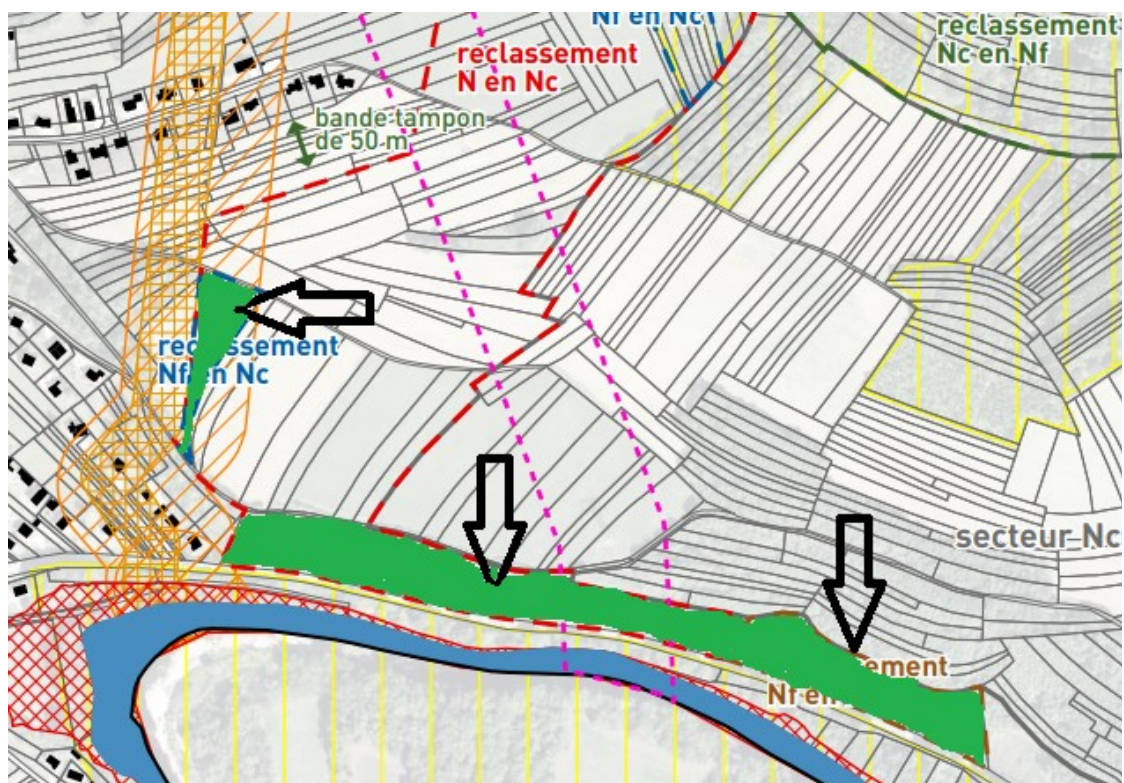 Nf en Nc
reclassement
N en Nc
reclassement
Nc en Nf
bande tampon
de 50 m
reclassement
Nf en Nc
secteur Nc
ement
Nf en